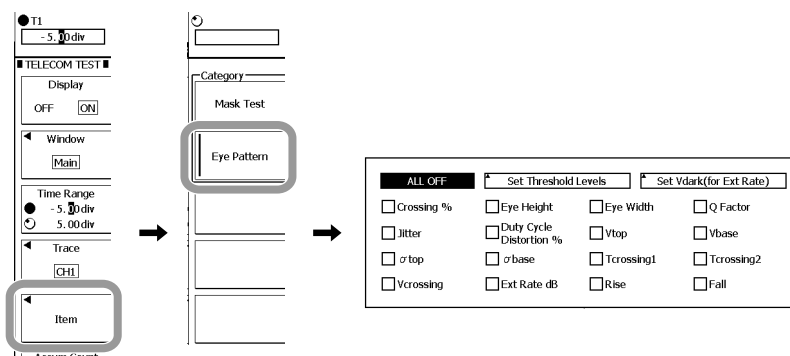 T1
-5.00div
TELECOM TEST
Display
OFF ON
Window
Main
Time Range
-5.00div
5.00div
Trace
CH1
Item
Accum Count
Category
Mask Test
Eye Pattern
ALL OFF Set Threshold Levels Set Vdark(for Ext Rate)
Crossing % Eye Height Eye Width Q Factor
Jitter Duty Cycle Distortion % Vtop Vbase
σtop σbase Tcrossing1 Tcrossing2
Vcrossing Ext Rate dB Rise Fall